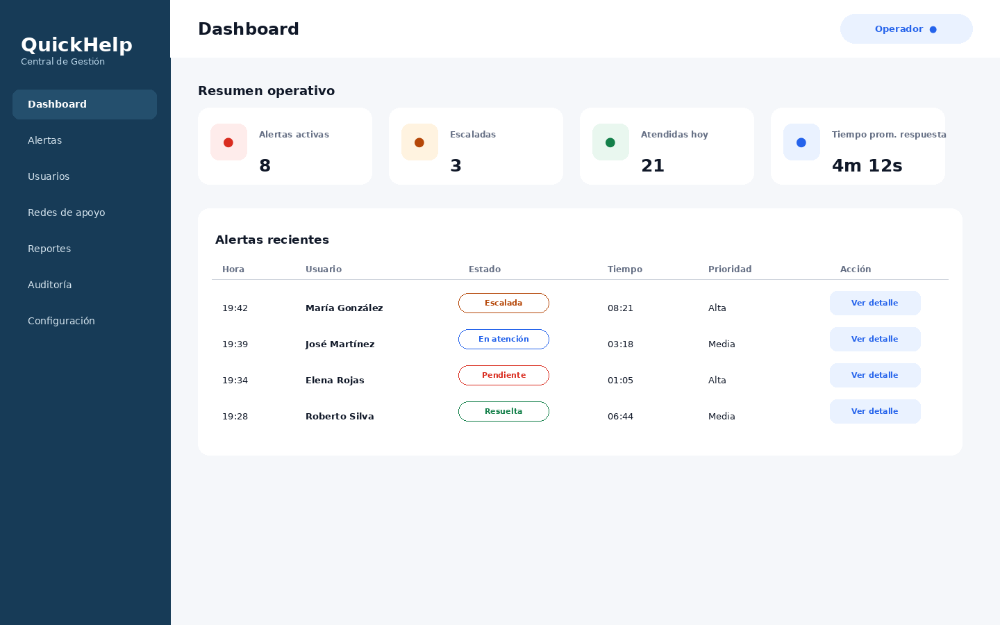 QuickHelp
Central de Gestión
Dashboard
Alertas
Usuarios
Redes de apoyo
Reportes
Auditoría
Configuración
Dashboard
Operador
Resumen operativo
Alertas activas
8
Escaladas
3
Atendidas hoy
21
Tiempo prom. respuesta
4m 12s
Alertas recientes
Hora Usuario Estado Tiempo Prioridad Acción
19:42 María González Escalada 08:21 Alta Ver detalle
19:39 José Martínez En atención 03:18 Media Ver detalle
19:34 Elena Rojas Pendiente 01:05 Alta Ver detalle
19:28 Roberto Silva Resuelta 06:44 Media Ver detalle